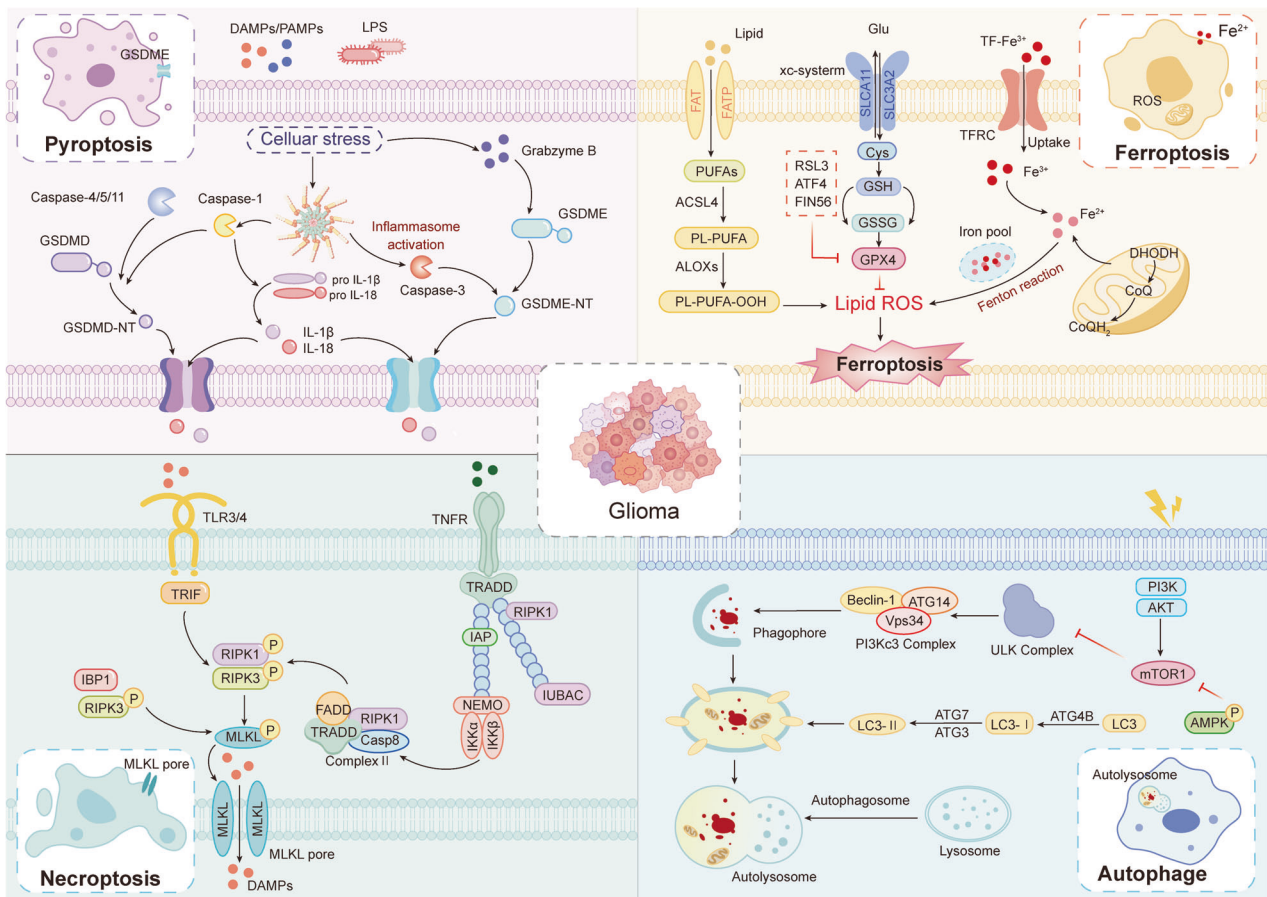 GSDME
Pyroptosis
DAMPs/PAMPs
LPS
Celluar stress
Grabzyme B
Caspase-4/5/11
Caspase-1
GSDMD
Inflammasome
activation
GSDME
pro IL-1β
pro IL-18
Caspase-3
GSDMD-NT
IL-1β
IL-18
GSDME-NT
Lipid
FAT
FATP
PUFAs
ACSL4
PL-PUFA
ALOXs
PL-PUFA-OOH
Glu
xc-systerm
SLCA11
SLC3A2
Cys
GSH
GSSG
GPX4
RSL3
ATF4
FIN56
Lipid ROS
Ferroptosis
TF-Fe³⁺
TFRC
Uptake
Fe³⁺
Fe²⁺
Iron pool
Fenton reaction
DHODH
CoQ
CoQH₂
Fe²⁺
ROS
Ferroptosis
Glioma
TLR3/4
TRIF
RIPK1
P
RIPK3
P
IBP1
RIPK3
P
MLKL
P
MLKL
MLKL
MLKL pore
DAMPs
TNFR
TRADD
RIPK1
IAP
IUBAC
NEMO
IKKα
IKKβ
FADD
RIPK1
TRADD
Casp8
Complex II
MLKL pore
Necroptosis
Phagophore
Beclin-1
ATG14
Vps34
PI3Kc3 Complex
ULK Complex
PI3K
AKT
mTOR1
P
AMPK
LC3-II
ATG7
ATG3
LC3-I
ATG4B
LC3
Autophagosome
Lysosome
Autolysosome
Autolysosome
Autophage